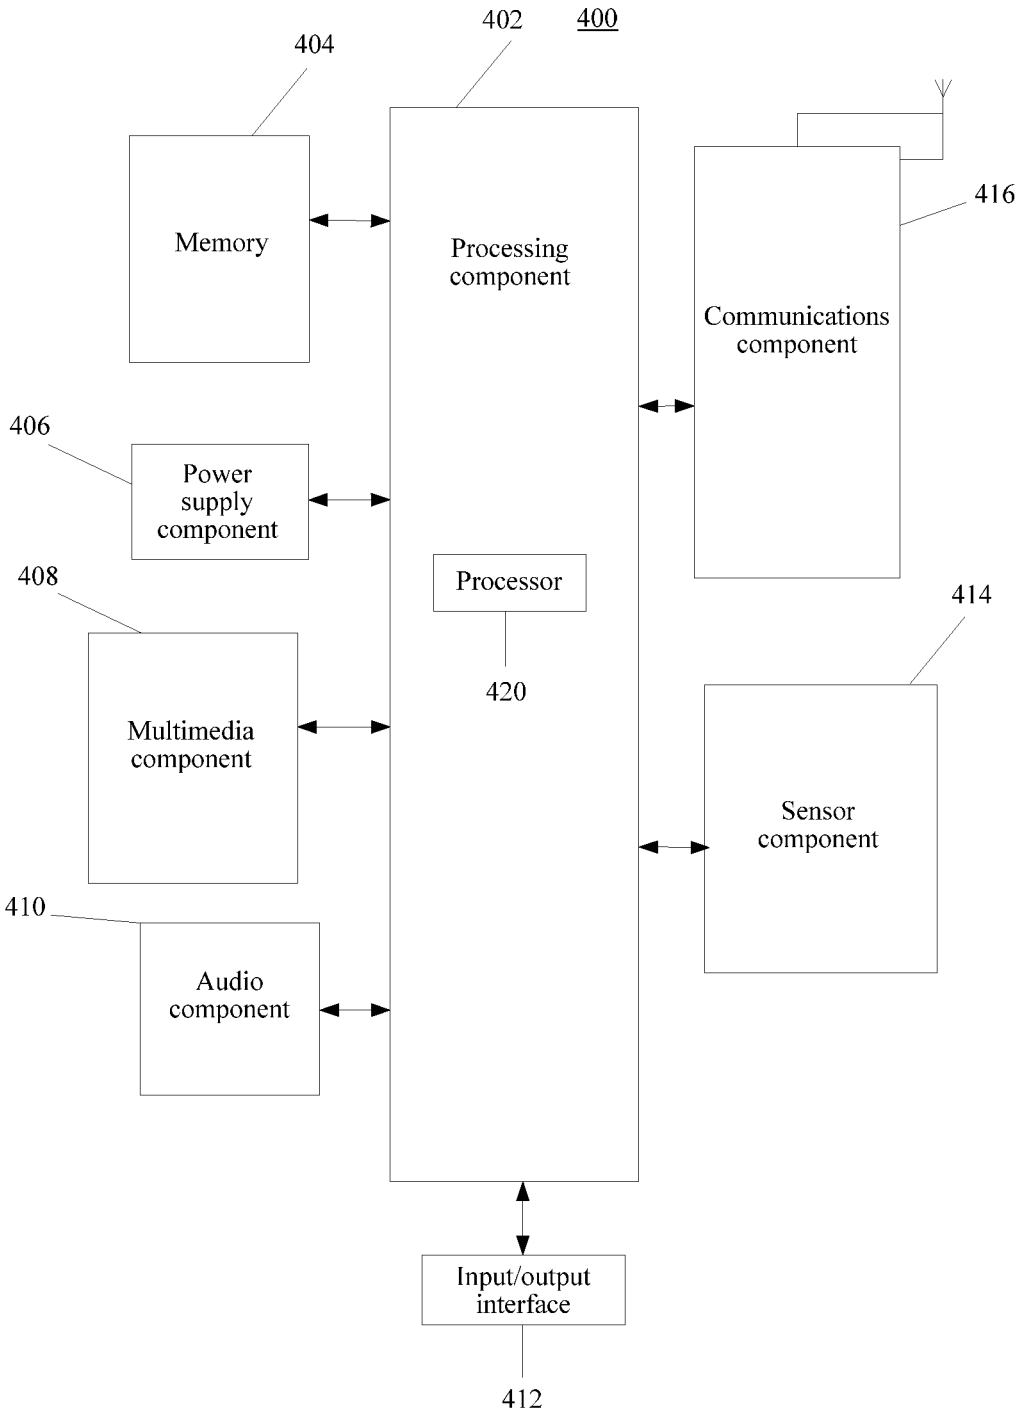 402
400
404
Memory
Processing
component
416
Communications
component
406
Power
supply
component
408
Processor
420
414
Multimedia
component
Sensor
component
410
Audio
component
Input/output
interface
412